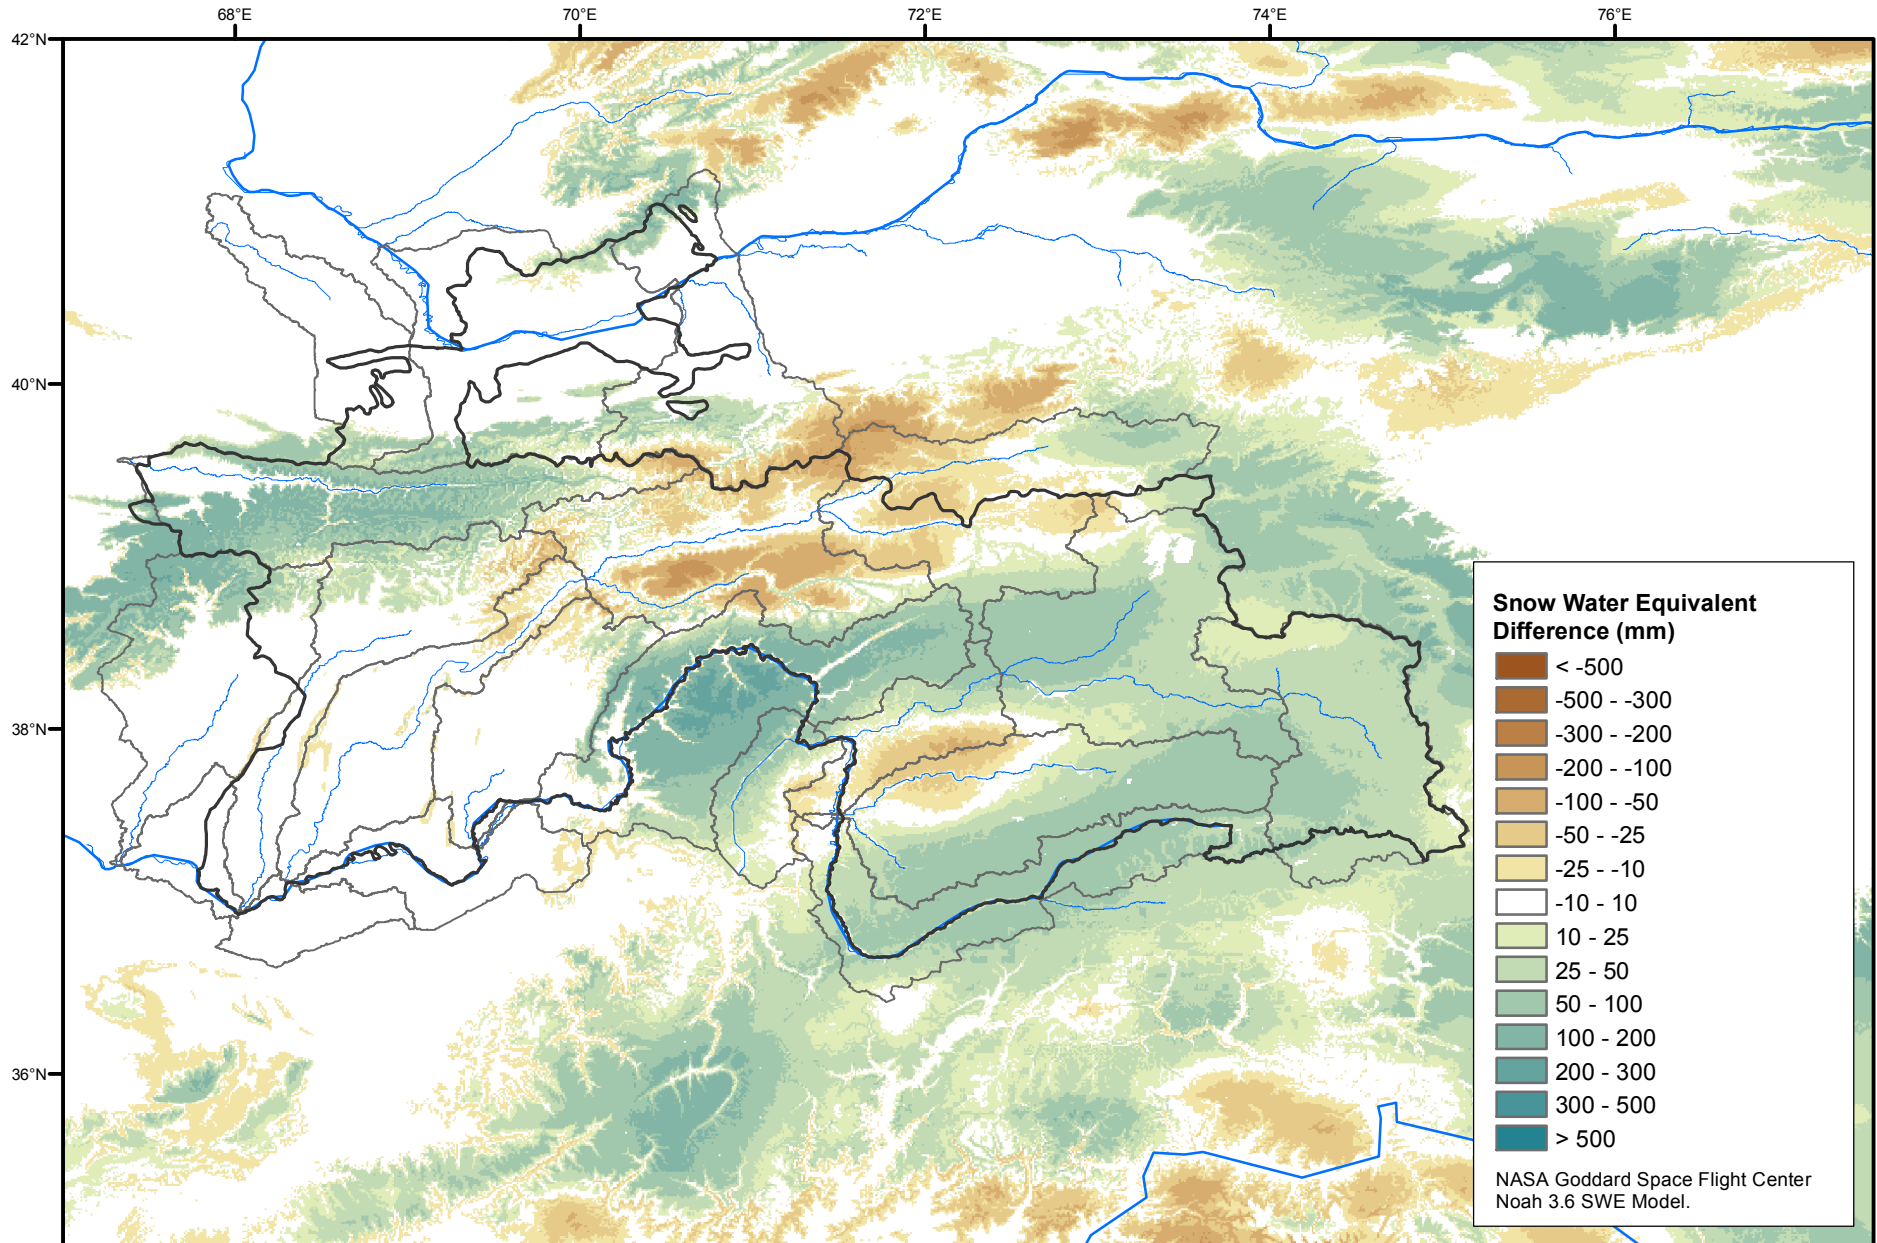 68°E 70°E 72°E 74°E 76°E
42°N
40°N
38°N
36°N
Snow Water Equivalent
Difference (mm)
< -500
-500 - -300
-300 - -200
-200 - -100
-100 - -50
-50 - -25
-25 - -10
-10 - 10
10 - 25
25 - 50
50 - 100
100 - 200
200 - 300
300 - 500
> 500
NASA Goddard Space Flight Center
Noah 3.6 SWE Model.